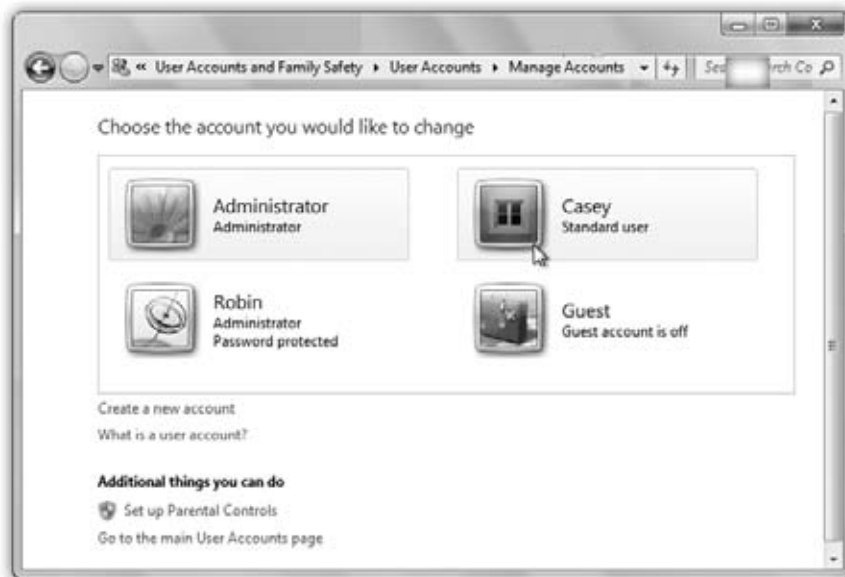 « User Accounts and Family Safety ▸ User Accounts ▸ Manage Accounts
Choose the account you would like to change
Administrator
Administrator
Casey
Standard user
Robin
Administrator
Password protected
Guest
Guest account is off
Create a new account
What is a user account?
Additional things you can do
Set up Parental Controls
Go to the main User Accounts page